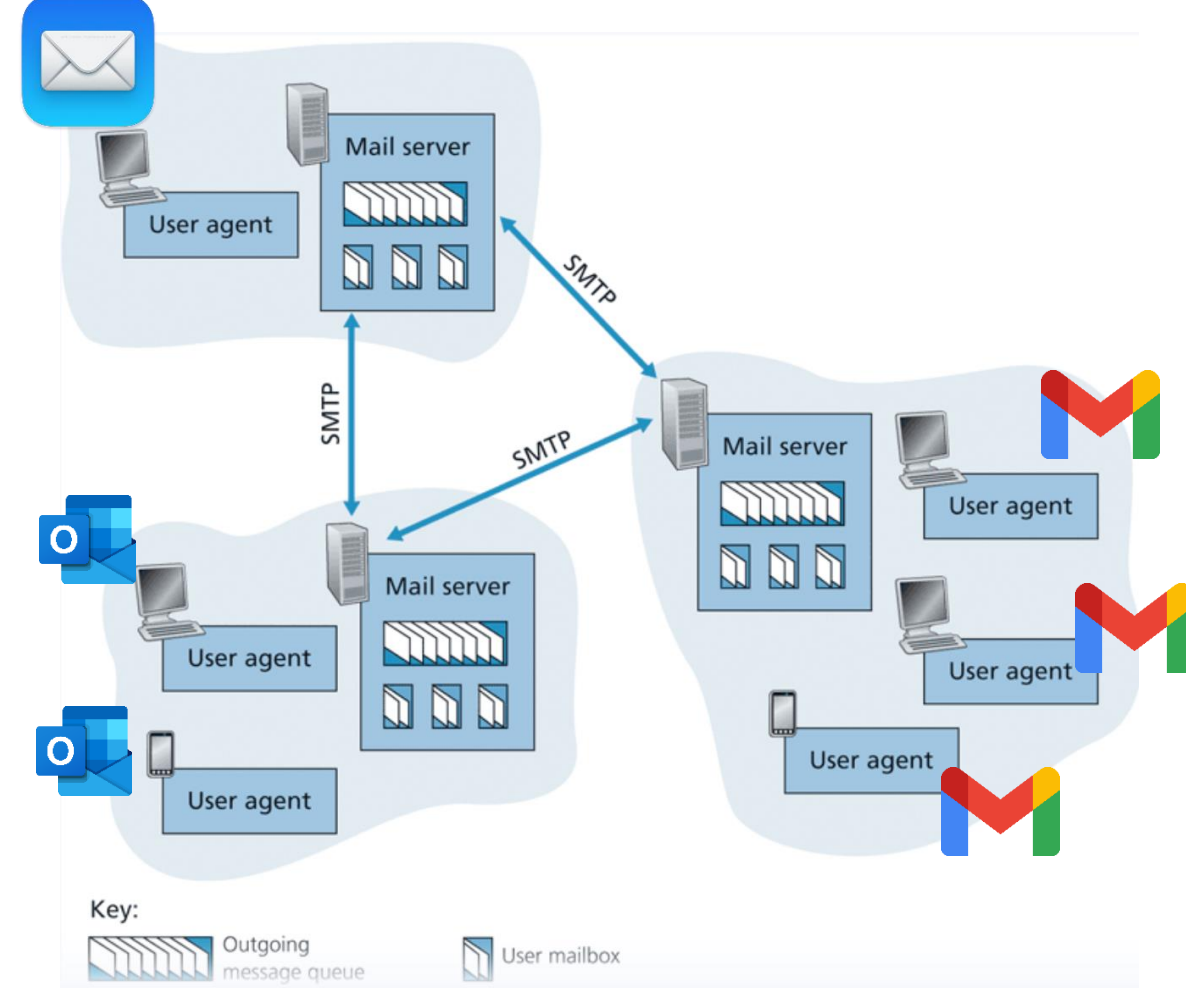 Mail server
User agent
SMTP
SMTP
SMTP
Mail server
User agent
User agent
User agent
O
Mail server
User agent
O
User agent
Key:
Outgoing
message queue
User mailbox